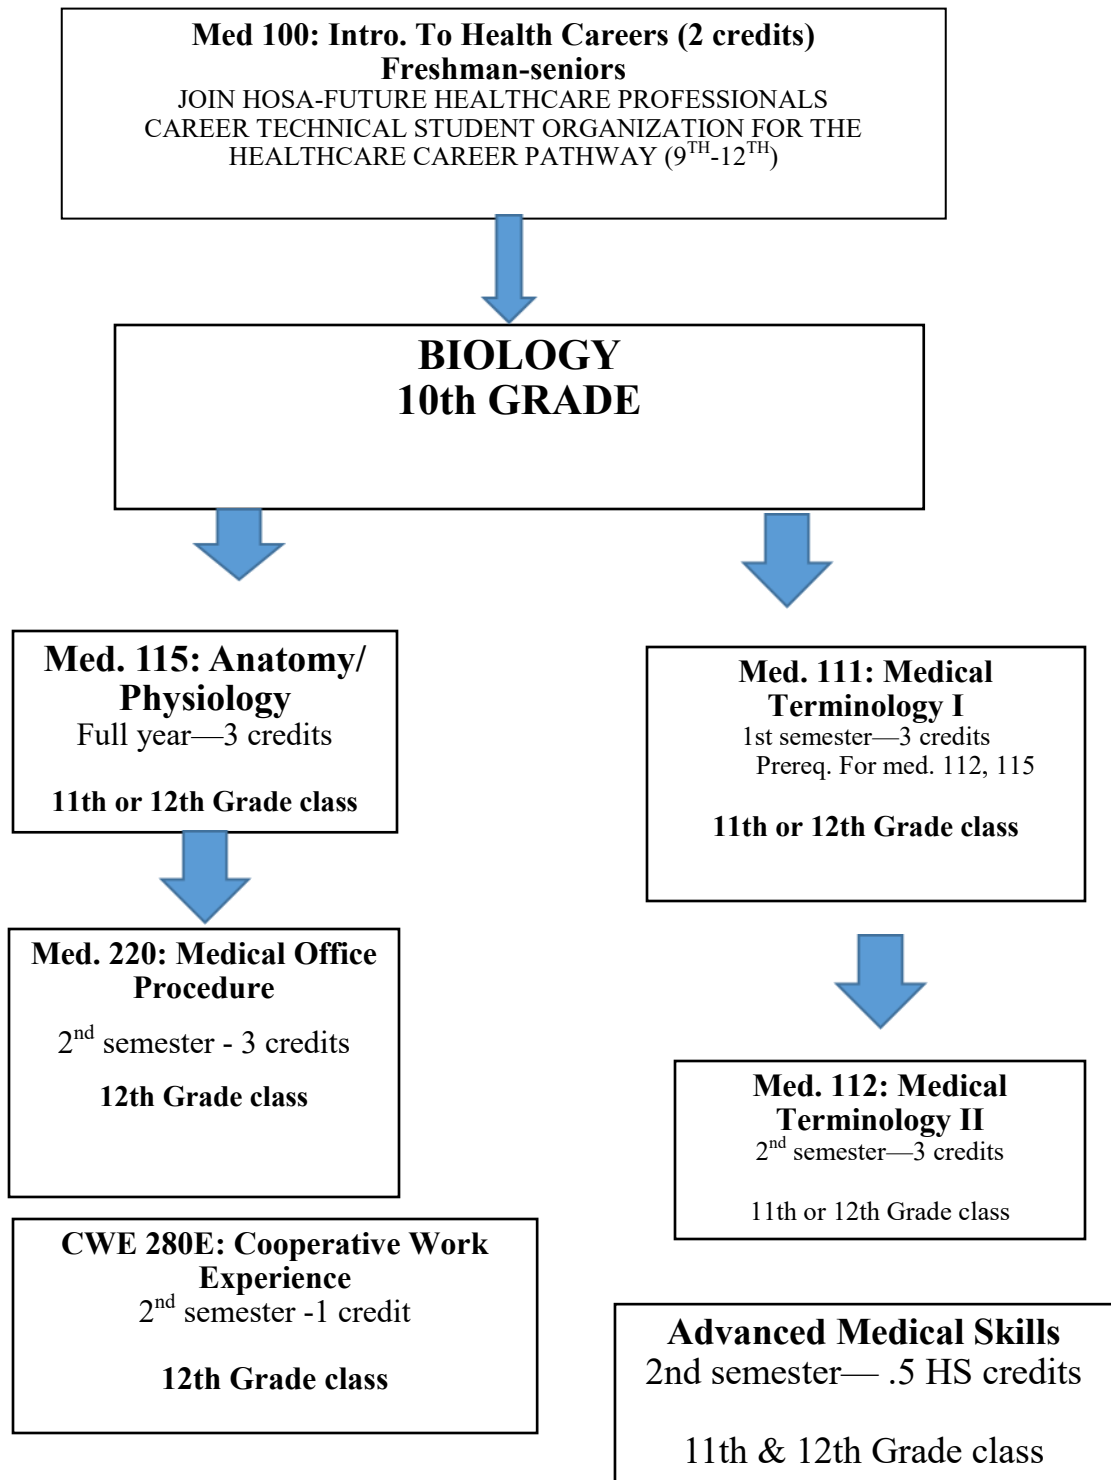 Med 100: Intro. To Health Careers (2 credits)
Freshman-seniors
JOIN HOSA-FUTURE HEALTHCARE PROFESSIONALS
CAREER TECHNICAL STUDENT ORGANIZATION FOR THE
HEALTHCARE CAREER PATHWAY (9TH-12TH)
BIOLOGY
10th GRADE
Med. 115: Anatomy/
Physiology
Full year—3 credits
11th or 12th Grade class
Med. 111: Medical
Terminology I
1st semester—3 credits
Prereq. For med. 112, 115
11th or 12th Grade class
Med. 220: Medical Office
Procedure
2nd semester - 3 credits
12th Grade class
Med. 112: Medical
Terminology II
2nd semester—3 credits
11th or 12th Grade class
CWE 280E: Cooperative Work
Experience
2nd semester -1 credit
12th Grade class
Advanced Medical Skills
2nd semester— .5 HS credits
11th & 12th Grade class